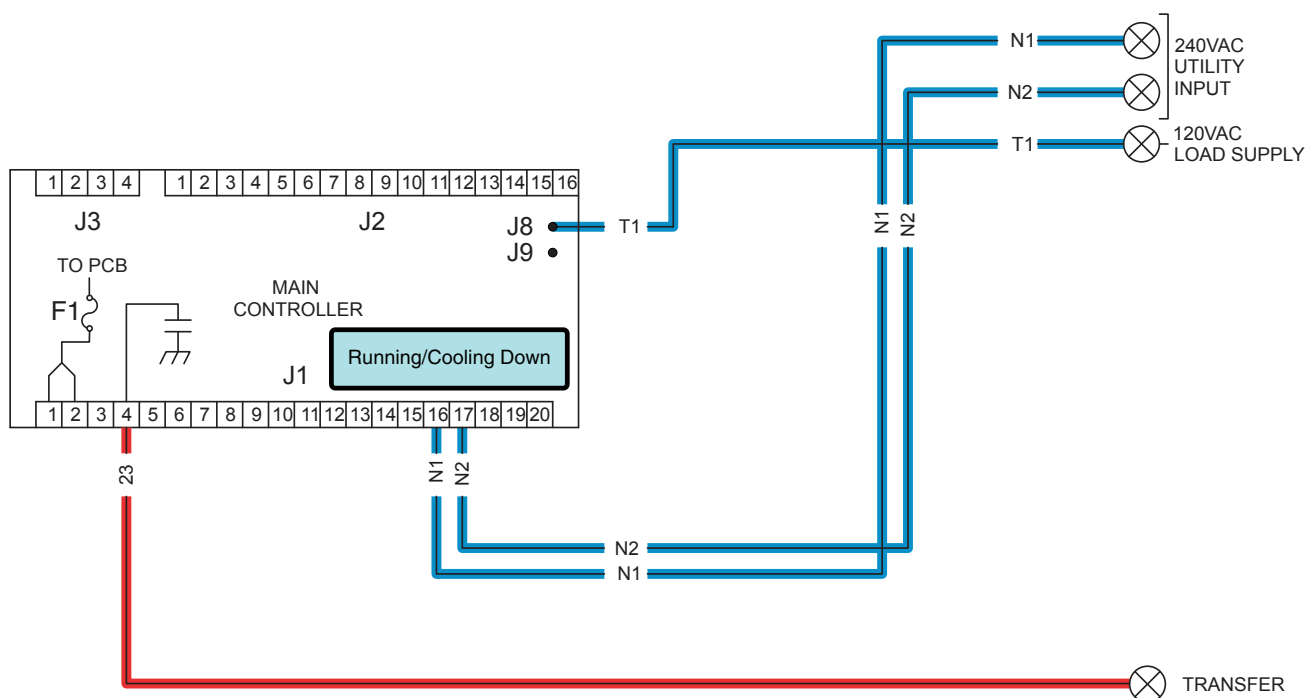 N1
240VAC
UTILITY
INPUT
N2
T1
120VAC
LOAD SUPPLY
1 2 3 4
1 2 3 4 5 6 7 8 9 10 11 12 13 14 15 16
J3
J2
J8
T1
J9
N1
N2
TO PCB
F1
MAIN
CONTROLLER
Running/Cooling Down
J1
1 2 3 4 5 6 7 8 9 10 11 12 13 14 15 16 17 18 19 20
23
N1
N2
N2
N1
TRANSFER